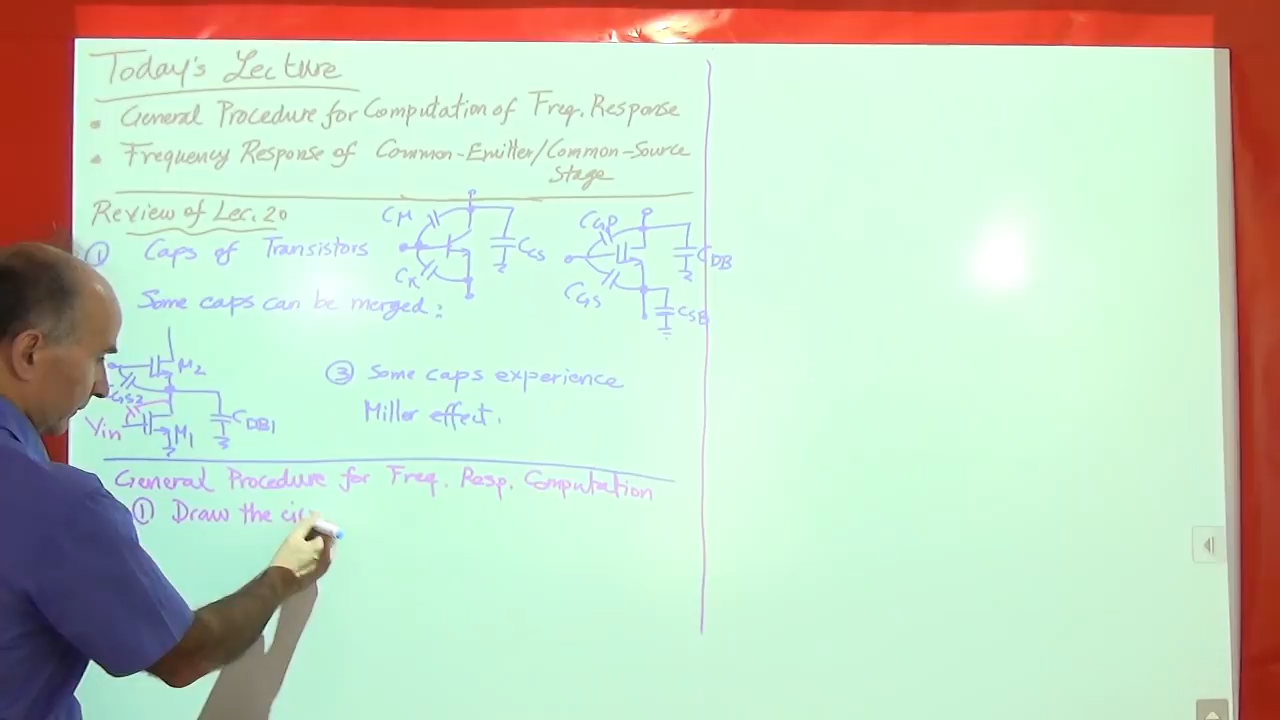 Today's Lecture
• General Procedure for Computation of Freq. Response
• Frequency Response of Common-Emitter/Common-Source
Stage
Review of Lec. 20
① Caps of Transistors
Cμ
Cπ
CCS
CGD
CGS
CDB
CSB
Some caps can be merged:
M2
CGS2
Vin
M1
CDB1
③ Some caps experience
Miller effect.
General Procedure for Freq. Resp. Computation
① Draw the circ